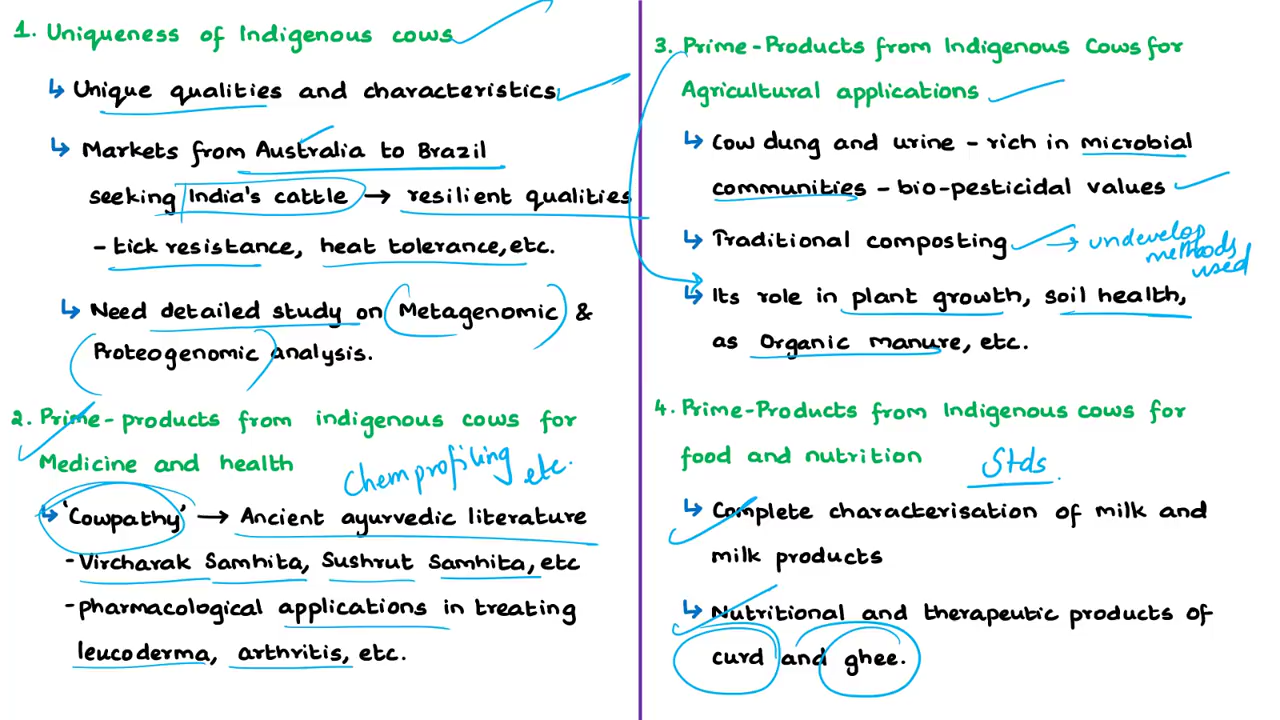 1. Uniqueness of Indigenous cows
↳ Unique qualities and characteristics
↳ Markets from Australia to Brazil
seeking India's cattle → resilient qualities
- tick resistance, heat tolerance, etc.
↳ Need detailed study on Metagenomic &
Proteogenomic analysis.
2. Prime-products from indigenous cows for
Medicine and health
Chem profiling etc.
↳ 'Cowpathy' → Ancient ayurvedic literature
- Vircharak Samhita, Sushrut Samhita, etc
- pharmacological applications in treating
leucoderma, arthritis, etc.
3. Prime-Products from Indigenous Cows for
Agricultural applications
↳ Cow dung and urine - rich in microbial
communities - bio-pesticidal values
↳ Traditional composting → undevelop
methods
used
↳ Its role in plant growth, soil health,
as Organic manure, etc.
4. Prime-Products from Indigenous cows for
food and nutrition
Stds
↳ Complete characterisation of milk and
milk products
↳ Nutritional and therapeutic products of
curd and ghee.